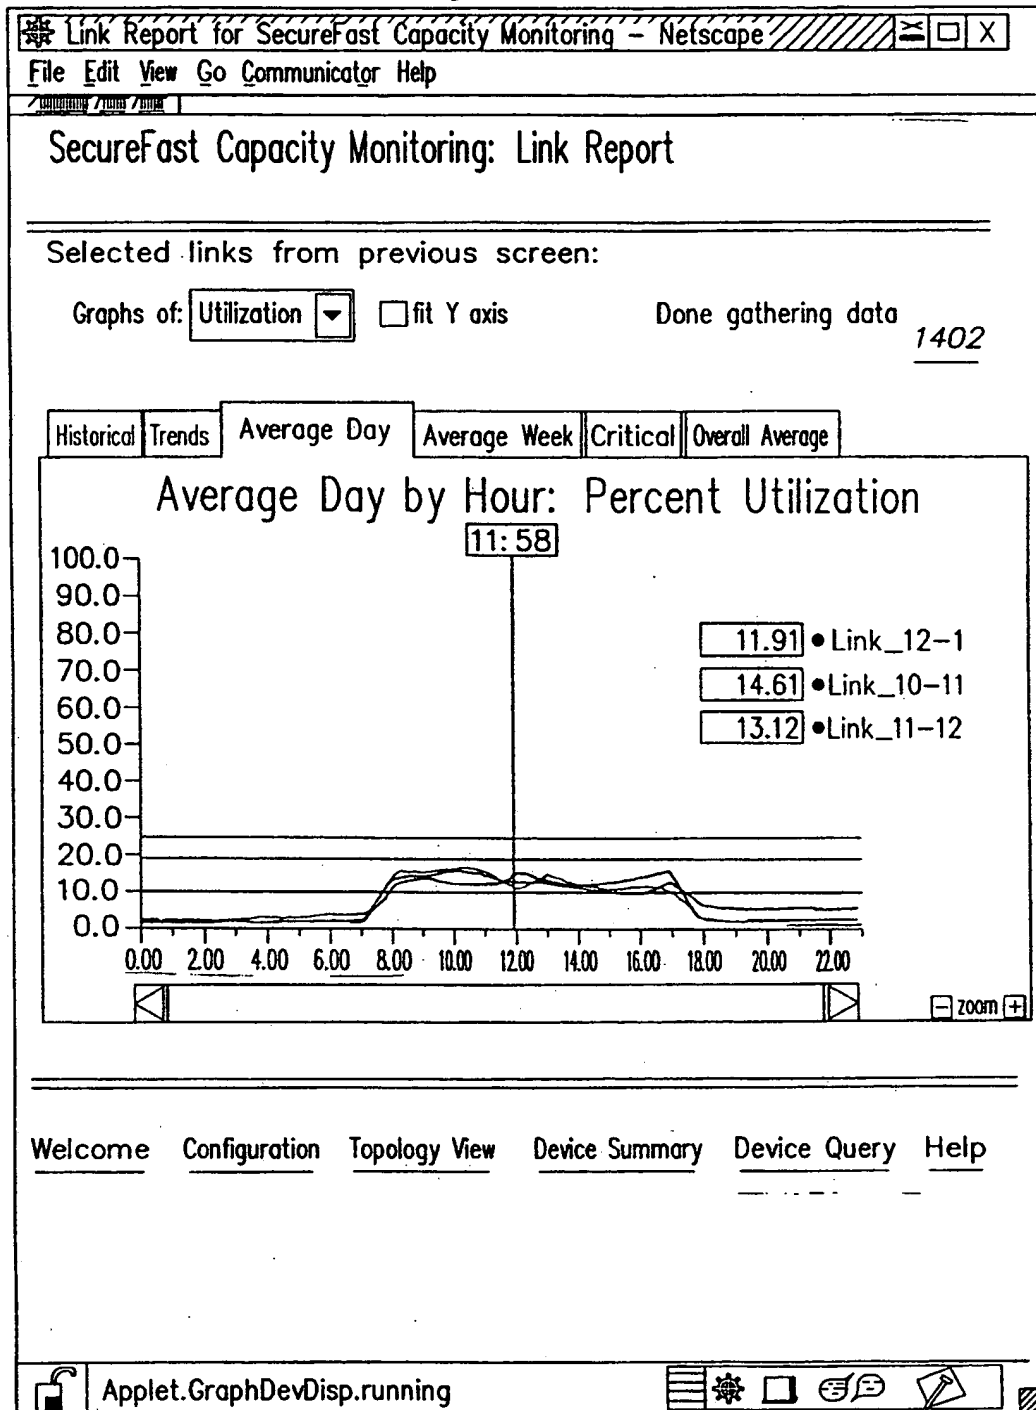 Link Report for SecureFast Capacity Monitoring – Netscape
File Edit View Go Communicator Help
SecureFast Capacity Monitoring: Link Report
Selected links from previous screen:
Graphs of: Utilization fit Y axis Done gathering data
1402
Historical Trends Average Day Average Week Critical Overall Average
Average Day by Hour: Percent Utilization
11:58
100.0
90.0
80.0
70.0
60.0
50.0
40.0
30.0
20.0
10.0
0.0
11.91 Link_12-1
14.61 Link_10-11
13.12 Link_11-12
0.00 2.00 4.00 6.00 8.00 10.00 12.00 14.00 16.00 18.00 20.00 22.00
zoom
Welcome Configuration Topology View Device Summary Device Query Help
Applet.GraphDevDisp.running